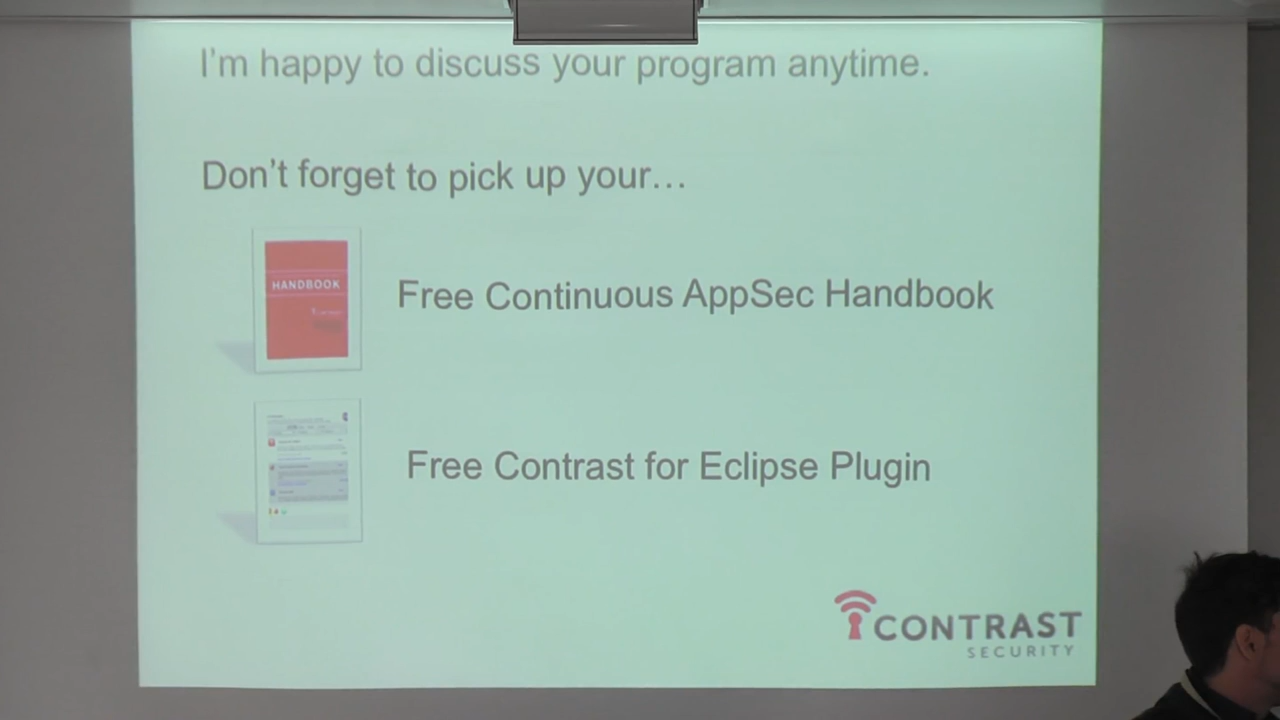 I'm happy to discuss your program anytime.
Don't forget to pick up your...
HANDBOOK
Free Continuous AppSec Handbook
Free Contrast for Eclipse Plugin
CONTRAST
SECURITY